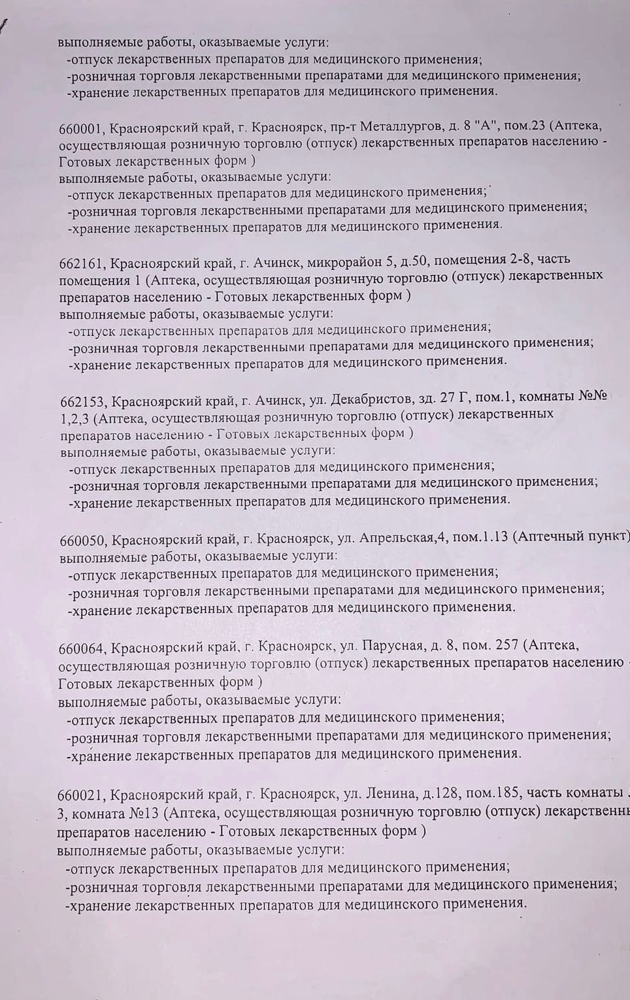 выполняемые работы, оказываемые услуги:
-отпуск лекарственных препаратов для медицинского применения;
-розничная торговля лекарственными препаратами для медицинского применения;
-хранение лекарственных препаратов для медицинского применения.
660001, Красноярский край, г. Красноярск, пр-т Металлургов, д. 8 "А", пом.23 (Аптека,
осуществляющая розничную торговлю (отпуск) лекарственных препаратов населению -
Готовых лекарственных форм )
выполняемые работы, оказываемые услуги:
-отпуск лекарственных препаратов для медицинского применения;
-розничная торговля лекарственными препаратами для медицинского применения;
-хранение лекарственных препаратов для медицинского применения.
662161, Красноярский край, г. Ачинск, микрорайон 5, д.50, помещения 2-8, часть
помещения 1 (Аптека, осуществляющая розничную торговлю (отпуск) лекарственных
препаратов населению - Готовых лекарственных форм )
выполняемые работы, оказываемые услуги:
-отпуск лекарственных препаратов для медицинского применения;
-розничная торговля лекарственными препаратами для медицинского применения;
-хранение лекарственных препаратов для медицинского применения.
662153, Красноярский край, г. Ачинск, ул. Декабристов, зд. 27 Г, пом.1, комнаты №№
1,2,3 (Аптека, осуществляющая розничную торговлю (отпуск) лекарственных
препаратов населению - Готовых лекарственных форм )
выполняемые работы, оказываемые услуги:
-отпуск лекарственных препаратов для медицинского применения;
-розничная торговля лекарственными препаратами для медицинского применения;
-хранение лекарственных препаратов для медицинского применения.
660050, Красноярский край, г. Красноярск, ул. Апрельская,4, пом.1.13 (Аптечный пункт)
выполняемые работы, оказываемые услуги:
-отпуск лекарственных препаратов для медицинского применения;
-розничная торговля лекарственными препаратами для медицинского применения;
-хранение лекарственных препаратов для медицинского применения.
660064, Красноярский край, г. Красноярск, ул. Парусная, д. 8, пом. 257 (Аптека,
осуществляющая розничную торговлю (отпуск) лекарственных препаратов населению -
Готовых лекарственных форм )
выполняемые работы, оказываемые услуги:
-отпуск лекарственных препаратов для медицинского применения;
-розничная торговля лекарственными препаратами для медицинского применения;
-хранение лекарственных препаратов для медицинского применения.
660021, Красноярский край, г. Красноярск, ул. Ленина, д.128, пом.185, часть комнаты
3, комната №13 (Аптека, осуществляющая розничную торговлю (отпуск)
препаратов населению - Готовых лекарственных форм )
выполняемые работы, оказываемые услуги:
-отпуск лекарственных препаратов для медицинского применения;
-розничная торговля лекарственными препаратами для медицинского применения;
-хранение лекарственных препаратов для медицинского применения.